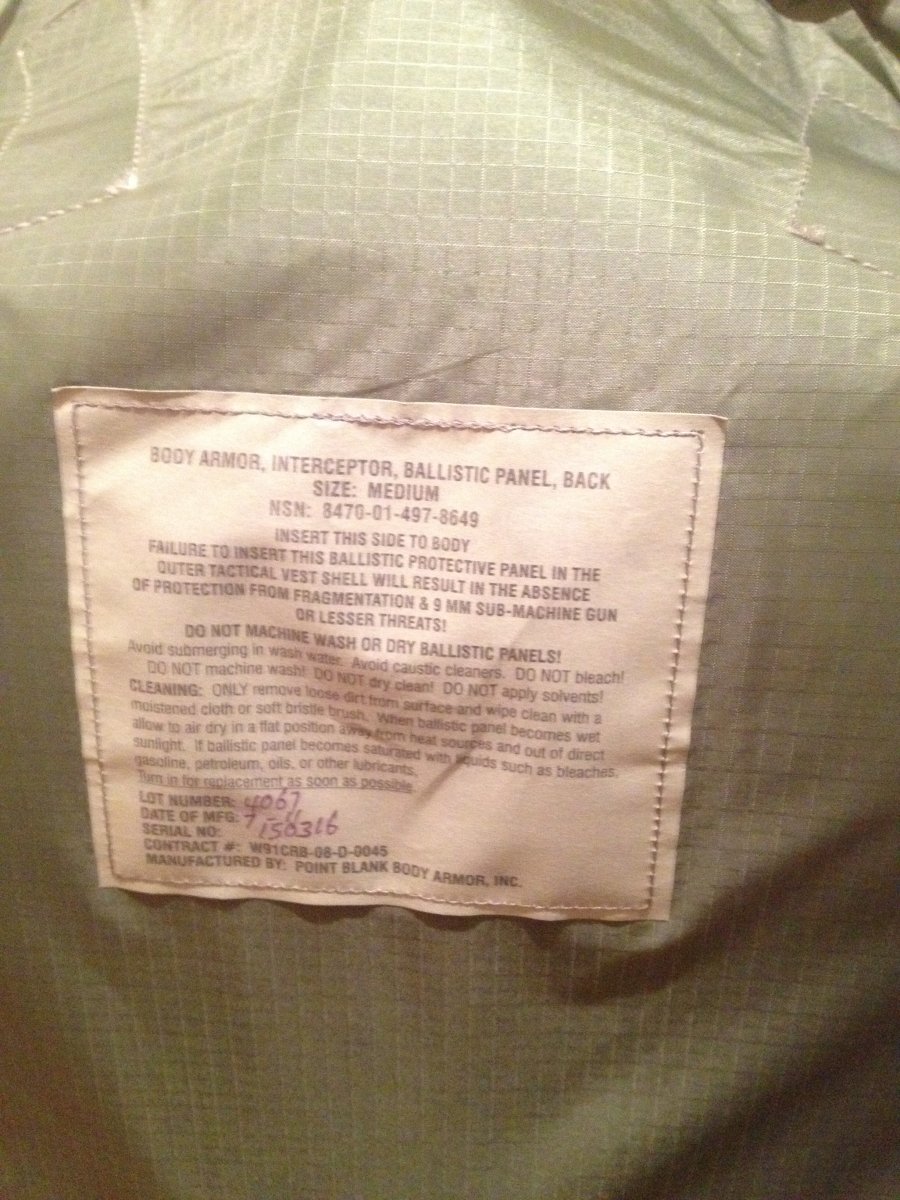 BODY ARMOR, INTERCEPTOR, BALLISTIC PANEL, BACK
SIZE: MEDIUM
NSN: 8470-01-497-8649
INSERT THIS SIDE TO BODY
FAILURE TO INSERT THIS BALLISTIC PROTECTIVE PANEL IN THE
OUTER TACTICAL VEST SHELL WILL RESULT IN THE ABSENCE
OF PROTECTION FROM FRAGMENTATION & 9 MM SUB-MACHINE GUN
OR LESSER THREATS!
DO NOT MACHINE WASH OR DRY BALLISTIC PANELS!
Avoid submerging in wash water. Avoid caustic cleaners. DO NOT bleach!
DO NOT machine wash! DO NOT dry clean! DO NOT apply solvents!
CLEANING: ONLY remove loose dirt from surface and wipe clean with a
moistened cloth or soft bristle brush. When ballistic panel becomes wet
allow to air dry in a flat position away from heat sources and out of direct
sunlight. If ballistic panel becomes saturated with liquids such as bleaches,
gasoline, petroleum, oils, or other lubricants,
Turn in for replacement as soon as possible
LOT NUMBER: 4067
DATE OF MFG:
SERIAL NO: 150316
CONTRACT #: W91CRB-08-D-0045
MANUFACTURED BY: POINT BLANK BODY ARMOR, INC.